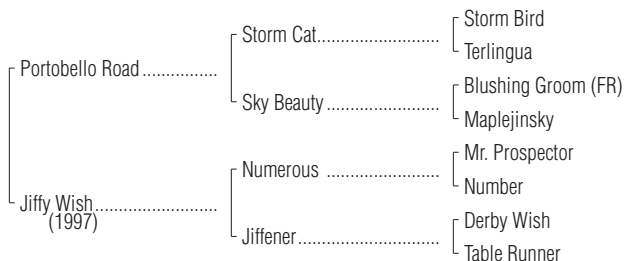 Storm Bird
Storm Cat..........................
Terlingua
Portobello Road ................
Blushing Groom (FR)
Sky Beauty ........................
Maplejinsky
Mr. Prospector
Numerous ........................
Number
Jiffy Wish..........................
(1997)
Derby Wish
Jiffener..............................
Table Runner